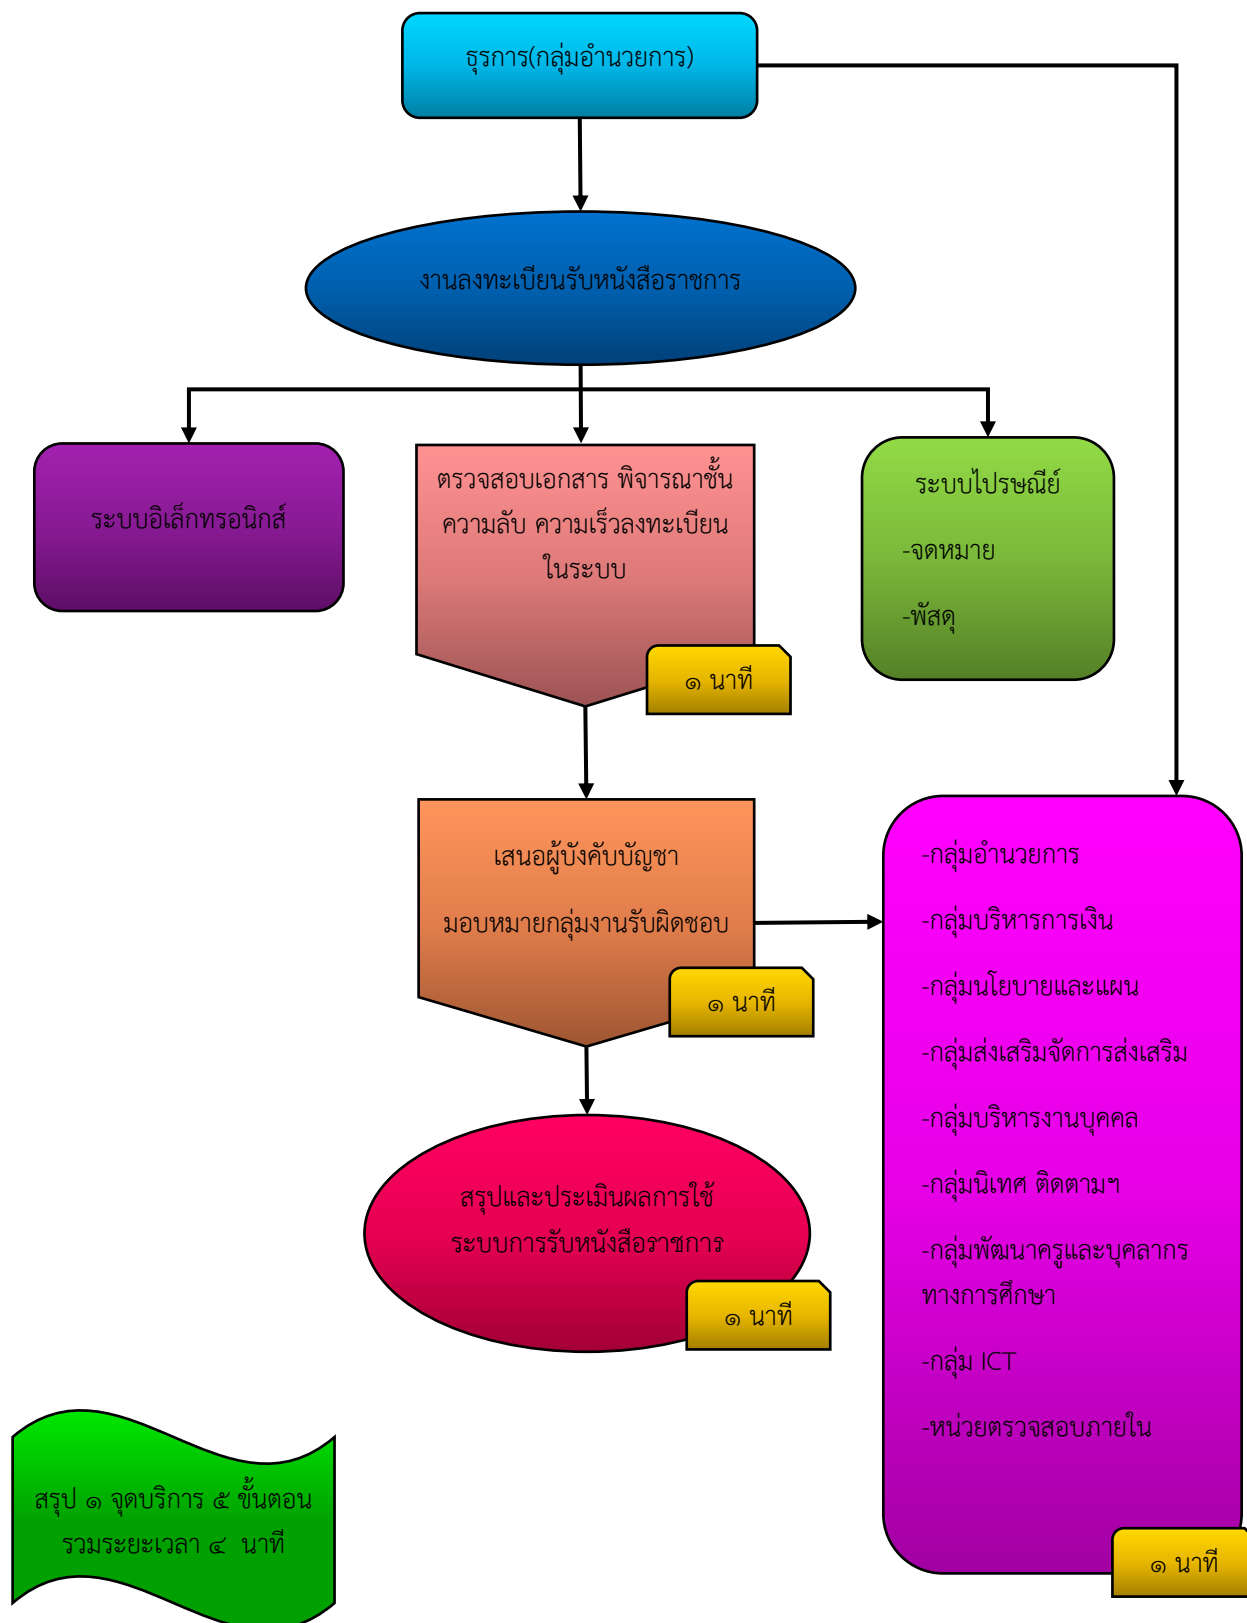 ธุรการ(กลุ่มอำนวยการ)
งานลงทะเบียนรับหนังสือราชการ
ระบบอิเล็กทรอนิกส์
ตรวจสอบเอกสาร พิจารณาชั้น
ความลับ ความเร็วลงทะเบียน
ในระบบ
๑ นาที
ระบบไปรษณีย์
-จดหมาย
-พัสดุ
เสนอผู้บังคับบัญชา
มอบหมายกลุ่มงานรับผิดชอบ
๑ นาที
-กลุ่มอำนวยการ
-กลุ่มบริหารการเงิน
-กลุ่มนโยบายและแผน
-กลุ่มส่งเสริมจัดการส่งเสริม
-กลุ่มบริหารงานบุคคล
-กลุ่มนิเทศ ติดตามฯ
-กลุ่มพัฒนาครูและบุคลากร
ทางการศึกษา
-กลุ่ม ICT
-หน่วยตรวจสอบภายใน
๑ นาที
สรุปและประเมินผลการใช้
ระบบการรับหนังสือราชการ
๑ นาที
สรุป ๑ จุดบริการ ๕ ขั้นตอน
รวมระยะเวลา ๔ นาที